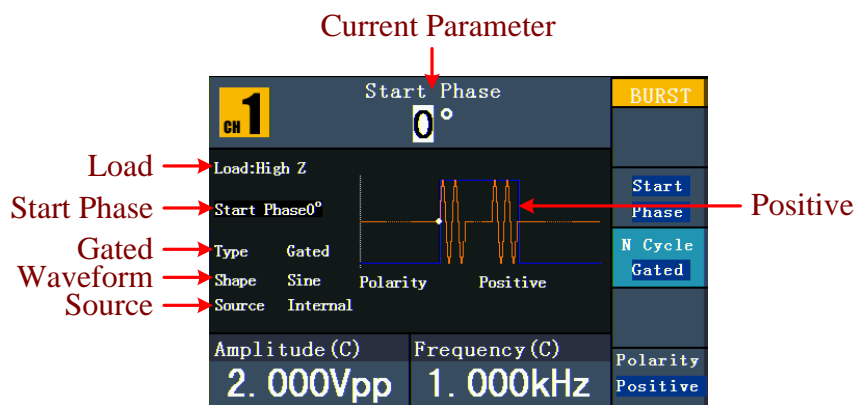 Current Parameter
CH 1
Start Phase
0°
BURST
Load
Load:High Z
Start Phase
Start Phase0°
Start
Phase
Positive
Gated
Type Gated
N Cycle
Gated
Waveform
Shape Sine
Polarity Positive
Source
Source Internal
Amplitude(C)
2.000Vpp
Frequency(C)
1.000kHz
Polarity
Positive